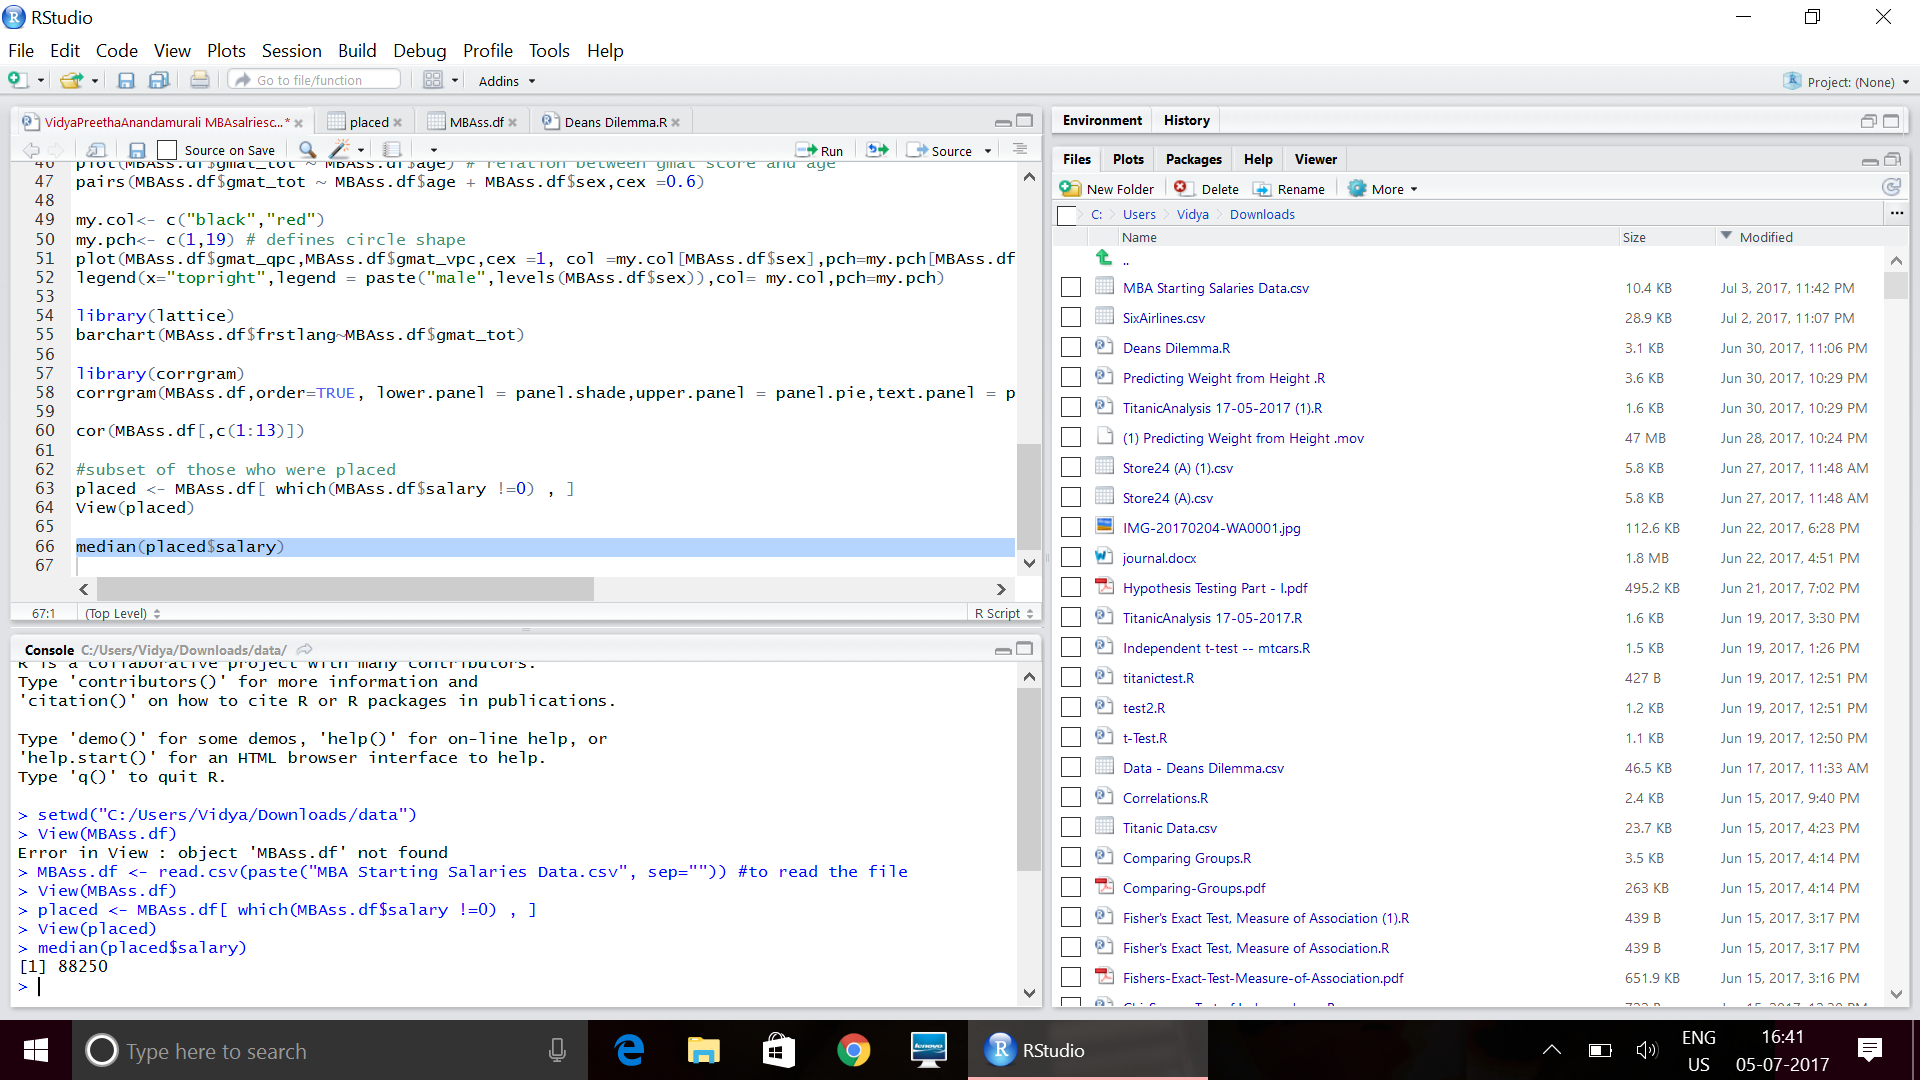 RStudio
File Edit Code View Plots Session Build Debug Profile Tools Help
Go to file/function Addins Project: (None)
VidyaPreethaAnandamurali MBAsalriesc...* placed MBAss.df Deans Dilemma.R
Source on Save Run Source
46 plot(MBAss.df$gmat_tot ~ MBAss.df$age) # relation between gmat score and age
47 pairs(MBAss.df$gmat_tot ~ MBAss.df$age + MBAss.df$sex,cex =0.6)
48
49 my.col<- c("black","red")
50 my.pch<- c(1,19) # defines circle shape
51 plot(MBAss.df$gmat_qpc,MBAss.df$gmat_vpc,cex =1, col =my.col[MBAss.df$sex],pch=my.pch[MBAss.df
52 legend(x="topright",legend = paste("male",levels(MBAss.df$sex)),col= my.col,pch=my.pch)
53
54 library(lattice)
55 barchart(MBAss.df$frstlang~MBAss.df$gmat_tot)
56
57 library(corrgram)
58 corrgram(MBAss.df,order=TRUE, lower.panel = panel.shade,upper.panel = panel.pie,text.panel = p
59
60 cor(MBAss.df[,c(1:13)])
61
62 #subset of those who were placed
63 placed <- MBAss.df[ which(MBAss.df$salary !=0) , ]
64 View(placed)
65
66 median(placed$salary)
67
67:1 (Top Level) R Script
Console C:/Users/Vidya/Downloads/data/
R is a collaborative project with many contributors.
Type 'contributors()' for more information and
'citation()' on how to cite R or R packages in publications.
Type 'demo()' for some demos, 'help()' for on-line help, or
'help.start()' for an HTML browser interface to help.
Type 'q()' to quit R.
> setwd("C:/Users/Vidya/Downloads/data")
> View(MBAss.df)
Error in View : object 'MBAss.df' not found
> MBAss.df <- read.csv(paste("MBA Starting Salaries Data.csv", sep="")) #to read the file
> View(MBAss.df)
> placed <- MBAss.df[ which(MBAss.df$salary !=0) , ]
> View(placed)
> median(placed$salary)
[1] 88250
>
Environment History
Files Plots Packages Help Viewer
New Folder Delete Rename More
C: Users Vidya Downloads ...
Name Size Modified
..
MBA Starting Salaries Data.csv 10.4 KB Jul 3, 2017, 11:42 PM
SixAirlines.csv 28.9 KB Jul 2, 2017, 11:07 PM
Deans Dilemma.R 3.1 KB Jun 30, 2017, 11:06 PM
Predicting Weight from Height .R 3.6 KB Jun 30, 2017, 10:29 PM
TitanicAnalysis 17-05-2017 (1).R 1.6 KB Jun 30, 2017, 10:29 PM
(1) Predicting Weight from Height .mov 47 MB Jun 28, 2017, 10:24 PM
Store24 (A) (1).csv 5.8 KB Jun 27, 2017, 11:48 AM
Store24 (A).csv 5.8 KB Jun 27, 2017, 11:48 AM
IMG-20170204-WA0001.jpg 112.6 KB Jun 22, 2017, 6:28 PM
journal.docx 1.8 MB Jun 22, 2017, 4:51 PM
Hypothesis Testing Part - I.pdf 495.2 KB Jun 21, 2017, 7:02 PM
TitanicAnalysis 17-05-2017.R 1.6 KB Jun 19, 2017, 3:30 PM
Independent t-test -- mtcars.R 1.5 KB Jun 19, 2017, 1:26 PM
titanictest.R 427 B Jun 19, 2017, 12:51 PM
test2.R 1.2 KB Jun 19, 2017, 12:51 PM
t-Test.R 1.1 KB Jun 19, 2017, 12:50 PM
Data - Deans Dilemma.csv 46.5 KB Jun 17, 2017, 11:33 AM
Correlations.R 2.4 KB Jun 15, 2017, 9:40 PM
Titanic Data.csv 23.7 KB Jun 15, 2017, 4:23 PM
Comparing Groups.R 3.5 KB Jun 15, 2017, 4:14 PM
Comparing-Groups.pdf 263 KB Jun 15, 2017, 4:14 PM
Fisher's Exact Test, Measure of Association (1).R 439 B Jun 15, 2017, 3:17 PM
Fisher's Exact Test, Measure of Association.R 439 B Jun 15, 2017, 3:17 PM
Fishers-Exact-Test-Measure-of-Association.pdf 651.9 KB Jun 15, 2017, 3:16 PM
Type here to search lenovo RStudio ENG 16:41
US 05-07-2017